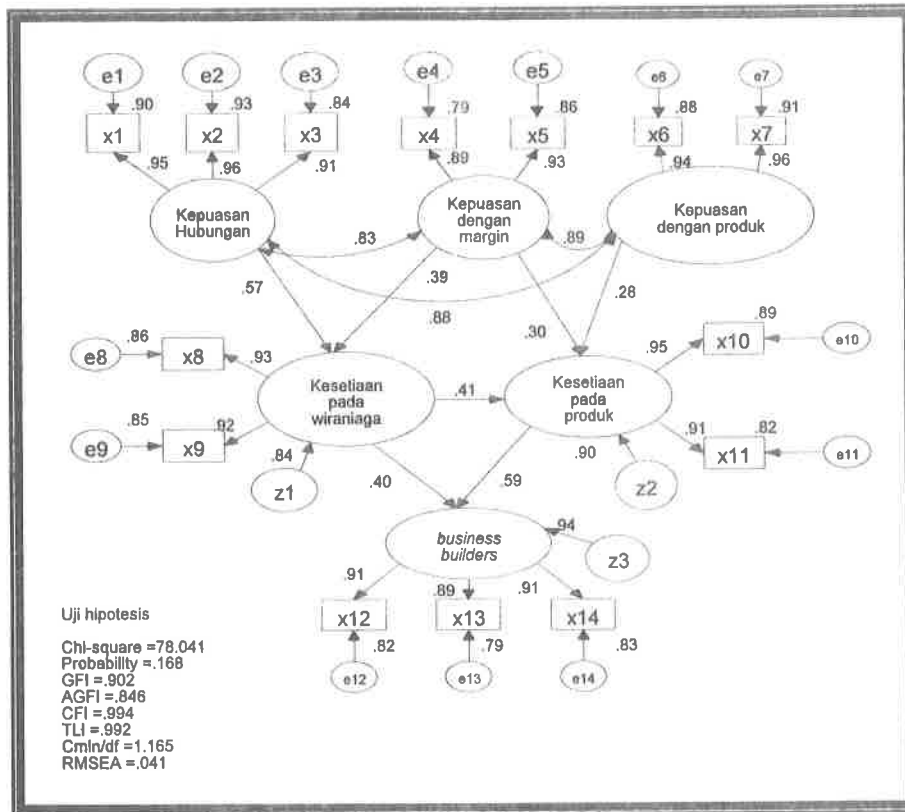 e1 e2 e3 e4 e5 e6 e7
.90 .93 .84 .79 .86 .88 .91
x1 x2 x3 x4 x5 x6 x7
.95 .96 .91 .89 .93 .94 .96
Kepuasan
Hubungan
Kepuasan
dengan
margin
Kepuasan
dengan produk
.83 .89
.57 .39 .88 .30 .28
.86 .89
e8 x8 .93 .95 x10 e10
Kesetiaan
pada
wiraniaga
.41
Kesetiaan
pada
produk
.85 .92 .91 .82
e9 x9 x11 e11
.84 .90
z1 z2
.40 .59
business
builders
.94
z3
.91 .89 .91
x12 x13 x14
.82 .79 .83
e12 e13 e14
Uji hipotesis
Chi-square =78.041
Probability =.168
GFI =.902
AGFI =.846
CFI =.994
TLI =.992
Cmin/df =1.165
RMSEA =.041